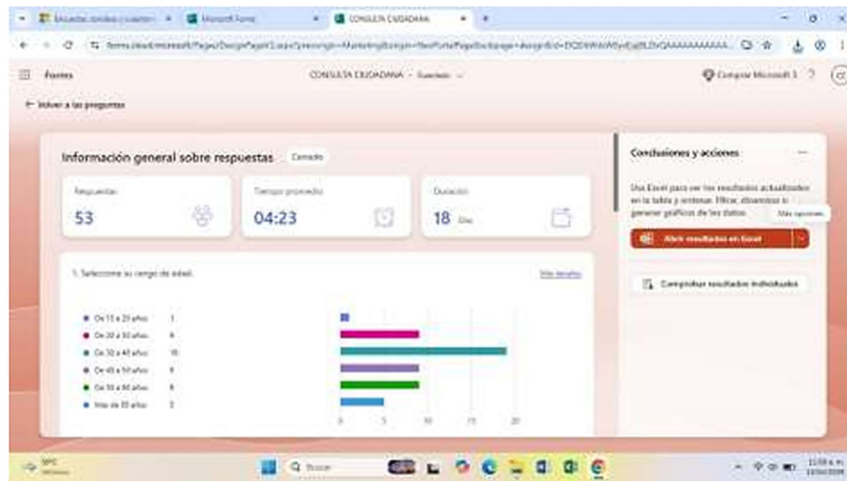 Microsoft Forms
CONSULTA CIUDADANA
Forms
CONSULTA CIUDADANA - Guardado
Comprar Microsoft 3
?
Volver a las preguntas
Información general sobre respuestas
Cerrado
Respuestas
Tiempo promedio
Duración
53
04:23
18 Días
Conclusiones y acciones
Usa Excel para ver los resultados actualizados
en la tabla y ordenar, filtrar, dinamizar o
generar gráficos de los datos.
Más opciones
Abrir resultados en Excel
Comprobar resultados individuales
1. Seleccione su rango de edad.
Más detalles
De 15 a 20 años 1
De 20 a 30 años 9
De 30 a 40 años 19
De 40 a 50 años 9
De 50 a 60 años 9
Más de 60 años 5
0 5 10 15 20
Buscar
11:59 a. m.